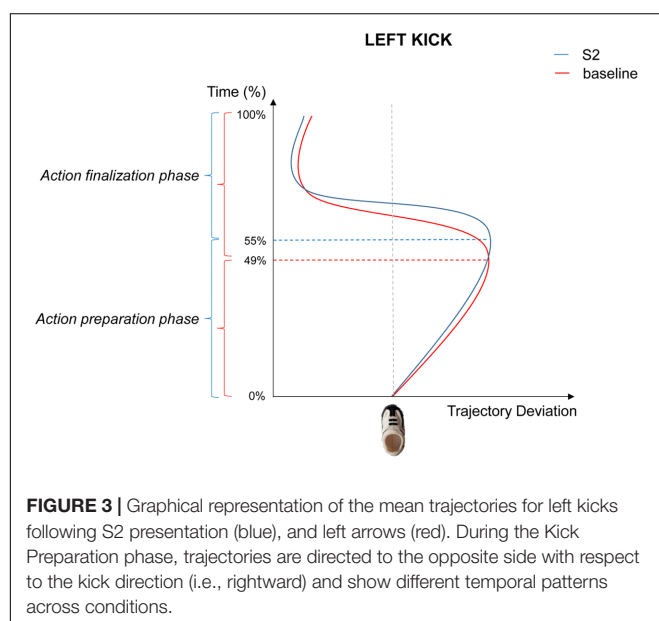 LEFT KICK
S2
baseline
Time (%)
100%
Action finalization phase
55%
49%
Action preparation phase
0%
Trajectory Deviation
FIGURE 3 | Graphical representation of the mean trajectories for left kicks
following S2 presentation (blue), and left arrows (red). During the Kick
Preparation phase, trajectories are directed to the opposite side with respect
to the kick direction (i.e., rightward) and show different temporal patterns
across conditions.